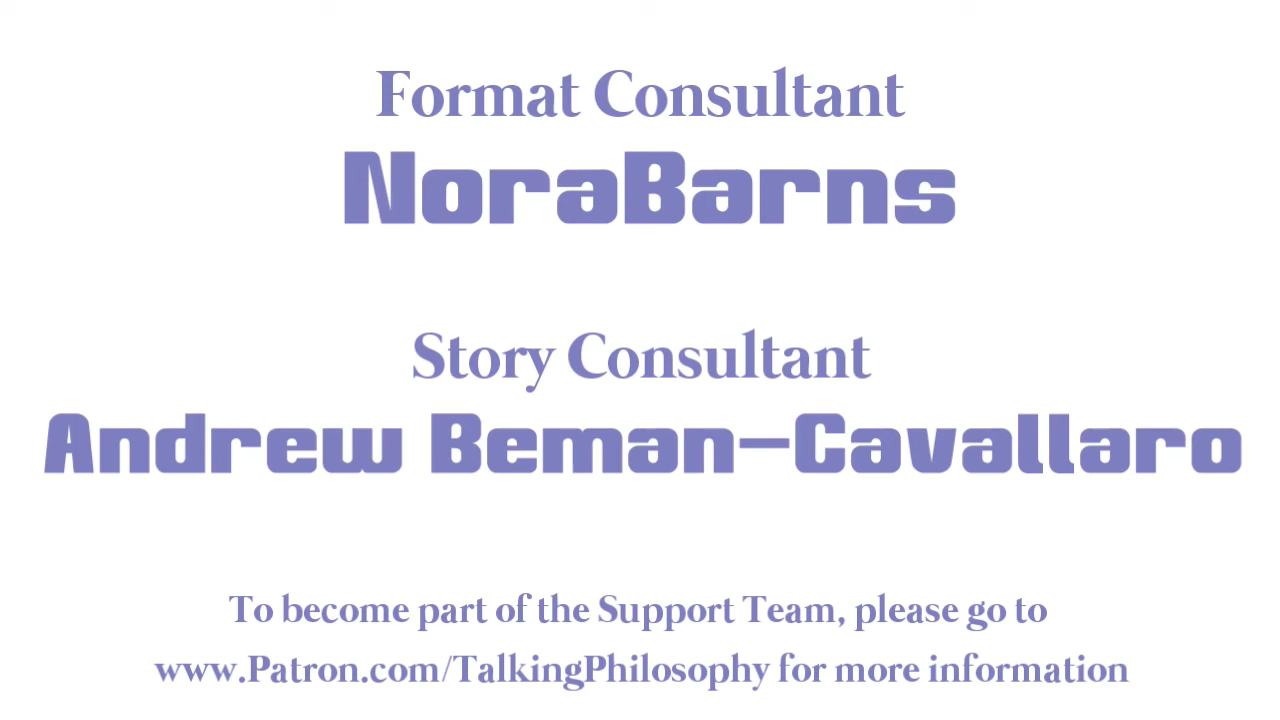 Format Consultant
NoraBarns
Story Consultant
Andrew Beman-Cavallaro
To become part of the Support Team, please go to
www.Patron.com/TalkingPhilosophy for more information